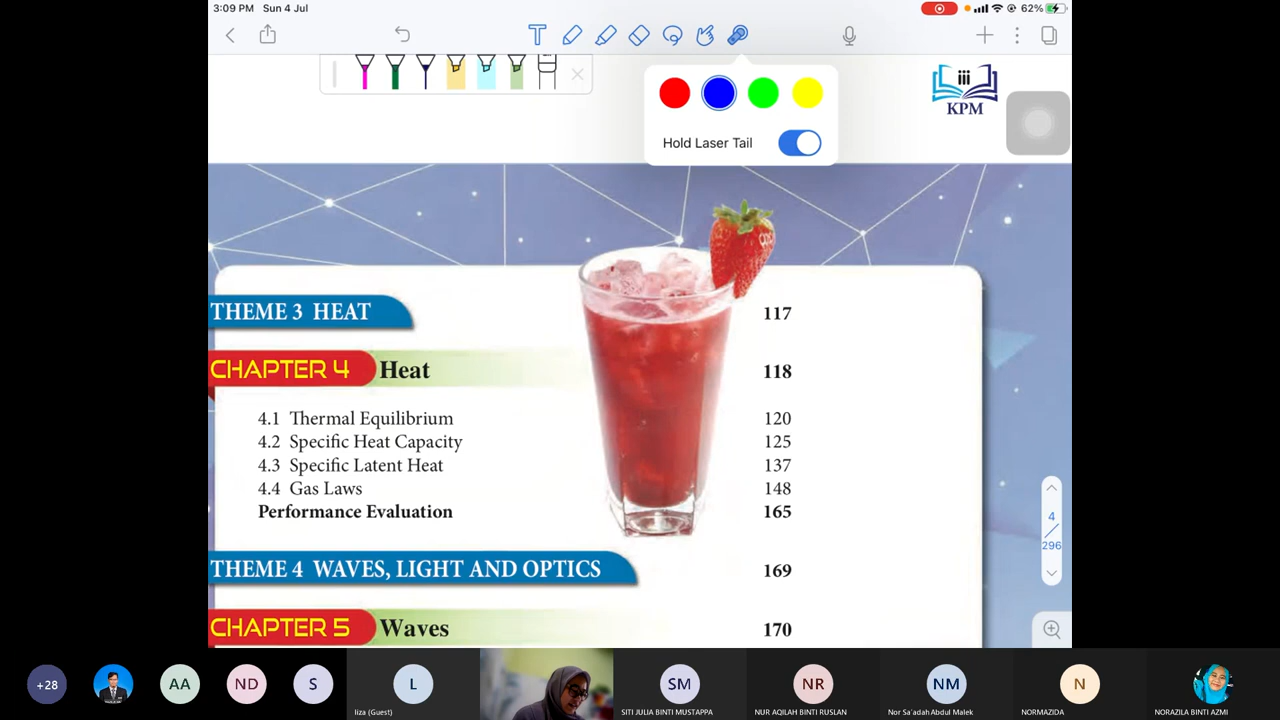 3:09 PM Sun 4 Jul
62%
T
Hold Laser Tail
iii
KPM
THEME 3 HEAT 117
CHAPTER 4 Heat 118
4.1 Thermal Equilibrium 120
4.2 Specific Heat Capacity 125
4.3 Specific Latent Heat 137
4.4 Gas Laws 148
Performance Evaluation 165
4
296
THEME 4 WAVES, LIGHT AND OPTICS 169
CHAPTER 5 Waves 170
+28
AA
ND
S
L
liza (Guest)
SM
SITI JULIA BINTI MUSTAPPA
NR
NUR AQILAH BINTI RUSLAN
NM
Nor Sa'adah Abdul Malek
N
NORMAZIDA
NORAZILA BINTI AZMI